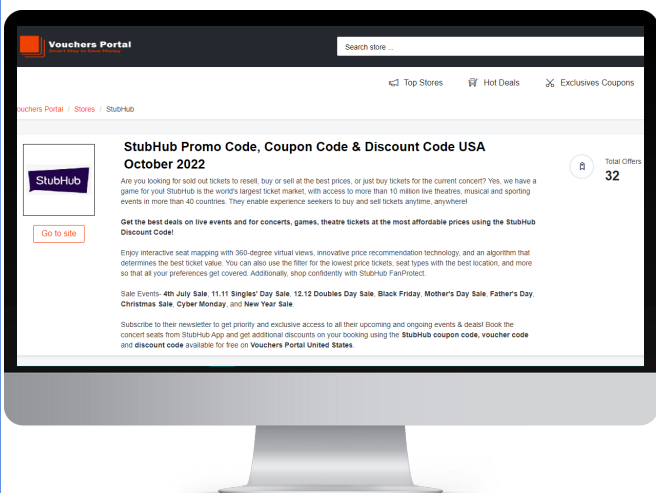 Vouchers Portal
Smart Way to Save Money
Search store ...
Top Stores
Hot Deals
Exclusives Coupons
ouchers Portal / Stores / StubHub
StubHub
Go to site
StubHub Promo Code, Coupon Code & Discount Code USA
October 2022
Total Offers
32
Are you looking for sold out tickets to resell, buy or sell at the best prices, or just buy tickets for the current concert? Yes, we have a
game for you! StubHub is the world's largest ticket market, with access to more than 10 million live theatres, musical and sporting
events in more than 40 countries. They enable experience seekers to buy and sell tickets anytime, anywhere!
Get the best deals on live events and for concerts, games, theatre tickets at the most affordable prices using the StubHub
Discount Code!
Enjoy interactive seat mapping with 360-degree virtual views, innovative price recommendation technology, and an algorithm that
determines the best ticket value. You can also use the filter for the lowest price tickets, seat types with the best location, and more
so that all your preferences get covered. Additionally, shop confidently with StubHub FanProtect.
Sale Events- 4th July Sale, 11.11 Singles' Day Sale, 12.12 Doubles Day Sale, Black Friday, Mother's Day Sale, Father's Day,
Christmas Sale, Cyber Monday, and New Year Sale.
Subscribe to their newsletter to get priority and exclusive access to all their upcoming and ongoing events & deals! Book the
concert seats from StubHub App and get additional discounts on your booking using the StubHub coupon code, voucher code
and discount code available for free on Vouchers Portal United States.